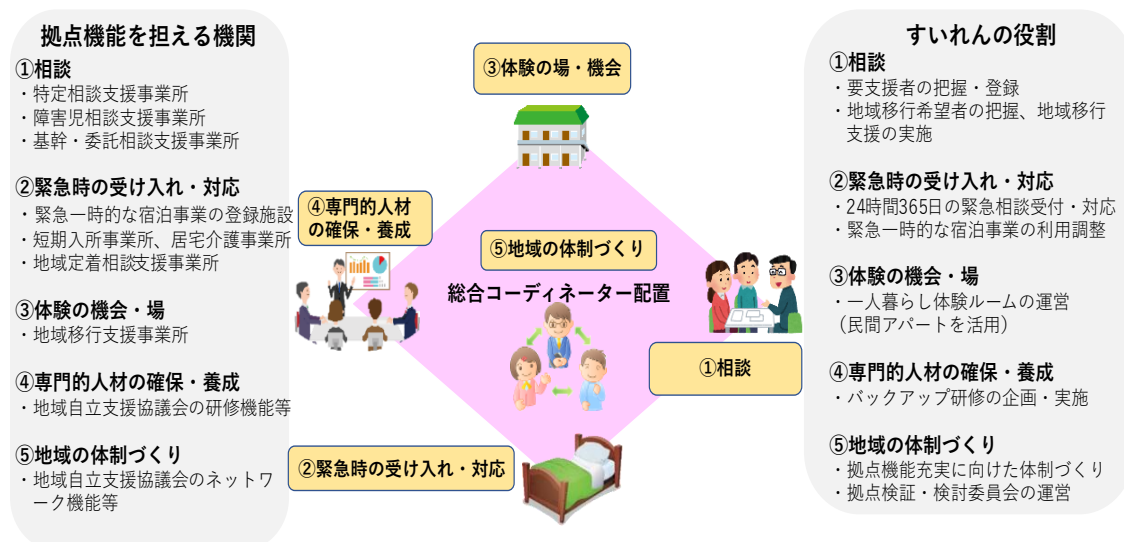 拠点機能を担える機関
①相談
・特定相談支援事業所
・障害児相談支援事業所
・基幹・委託相談支援事業所
②緊急時の受け入れ・対応
・緊急一時的な宿泊事業の登録施設
・短期入所事業所、居宅介護事業所
・地域定着相談支援事業所
③体験の機会・場
・地域移行支援事業所
④専門的人材の確保・養成
・地域自立支援協議会の研修機能等
⑤地域の体制づくり
・地域自立支援協議会のネットワ
ーク機能等
③体験の場・機会
④専門的人材
の確保・養成
⑤地域の体制づくり
総合コーディネーター配置
①相談
②緊急時の受け入れ・対応
すいれんの役割
①相談
・要支援者の把握・登録
・地域移行希望者の把握、地域移行
支援の実施
②緊急時の受け入れ・対応
・24時間365日の緊急相談受付・対応
・緊急一時的な宿泊事業の利用調整
③体験の機会・場
・一人暮らし体験ルームの運営
（民間アパートを活用）
④専門的人材の確保・養成
・バックアップ研修の企画・実施
⑤地域の体制づくり
・拠点機能充実に向けた体制づくり
・拠点検証・検討委員会の運営